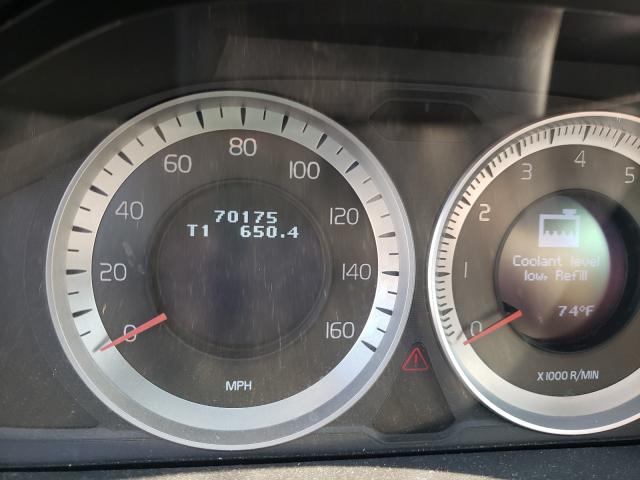 0 20 40 60 80 100 120 140 160
70175
T1 650.4
MPH
0 1 2 3 4 5
Coolant level
low, Refill
74°F
X 1000 R/MIN